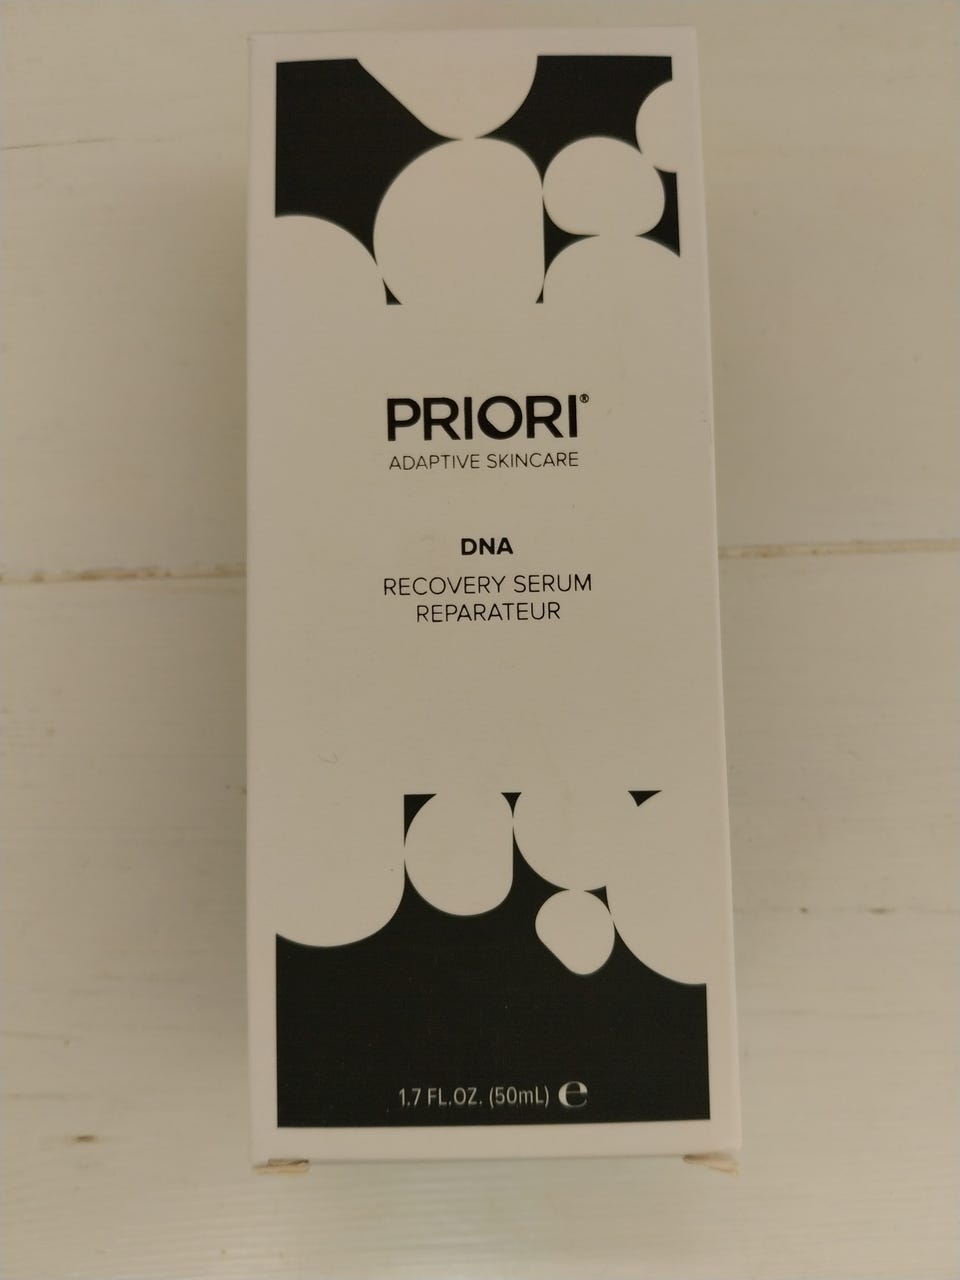 PRIORI®
ADAPTIVE SKINCARE
DNA
RECOVERY SERUM
REPARATEUR
1.7 FL.OZ. (50mL) ℮